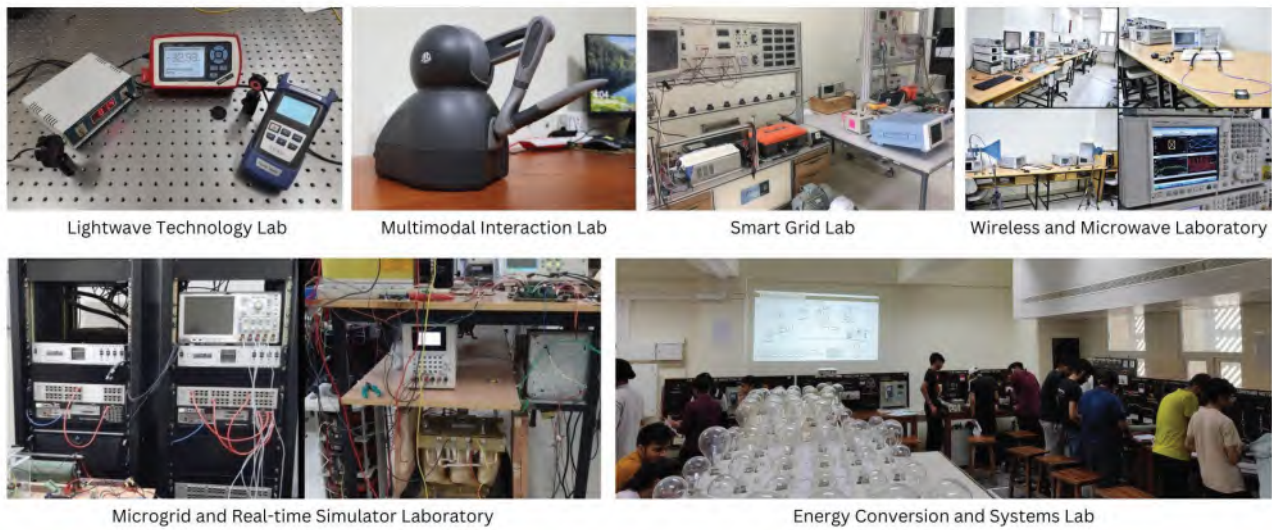 Lightwave Technology Lab
Multimodal Interaction Lab
Smart Grid Lab
Wireless and Microwave Laboratory
Microgrid and Real-time Simulator Laboratory
Energy Conversion and Systems Lab